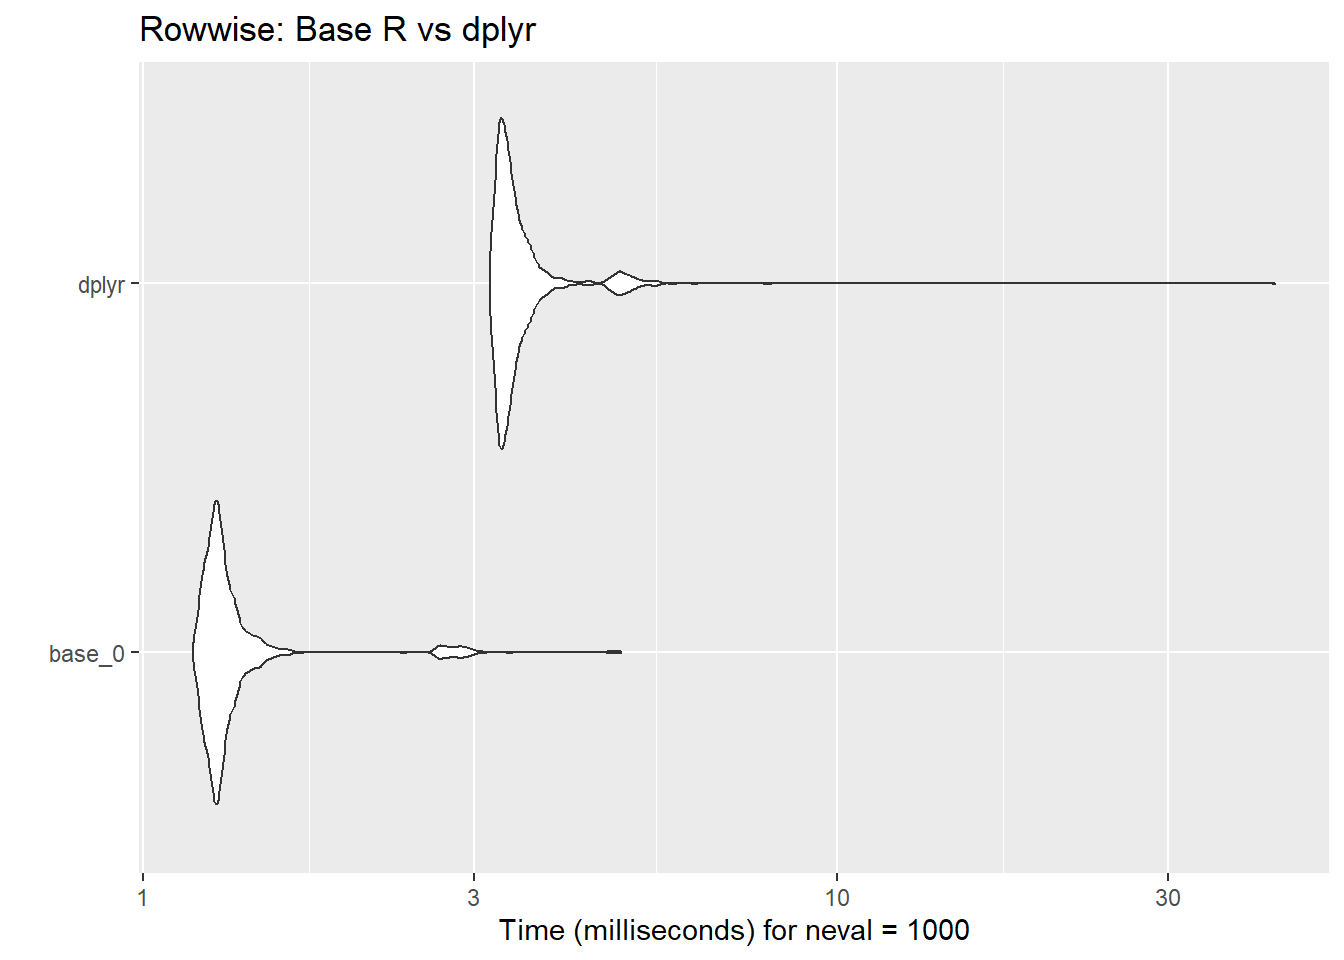 Rowwise: Base R vs dplyr
dplyr
base_0
1 3 10 30
Time (milliseconds) for neval = 1000